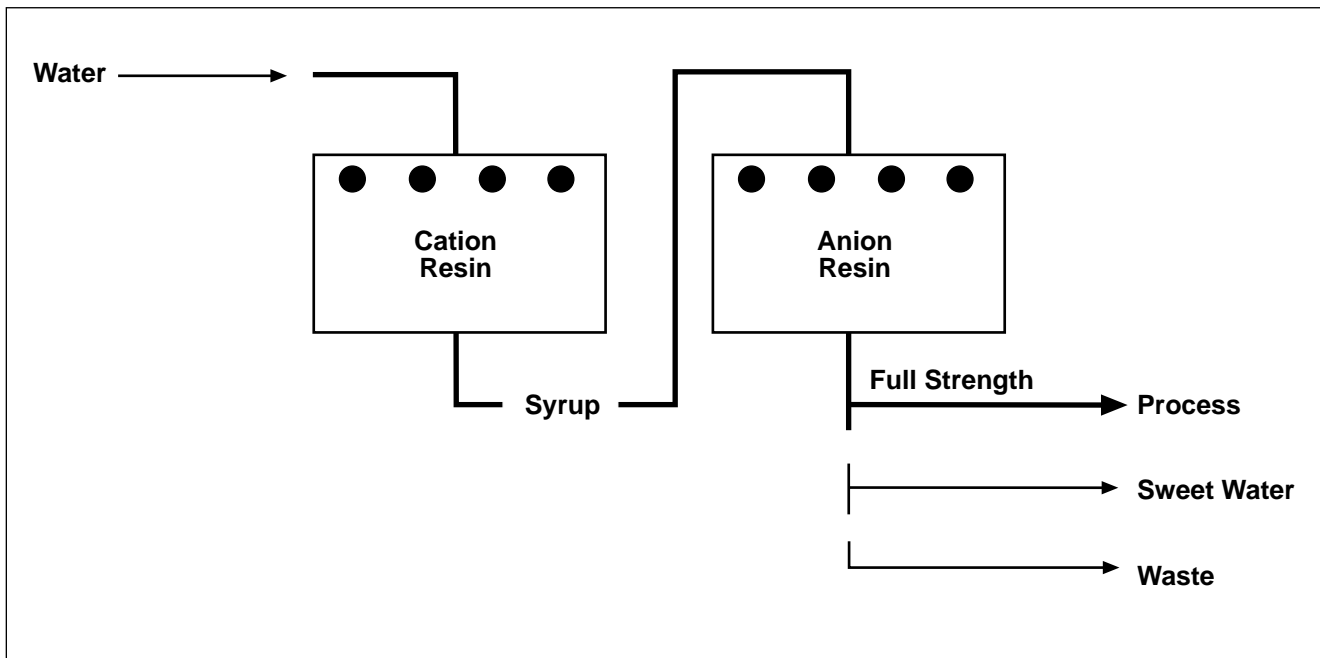 Water
Cation
Resin
Anion
Resin
Full Strength
Syrup
Process
Sweet Water
Waste